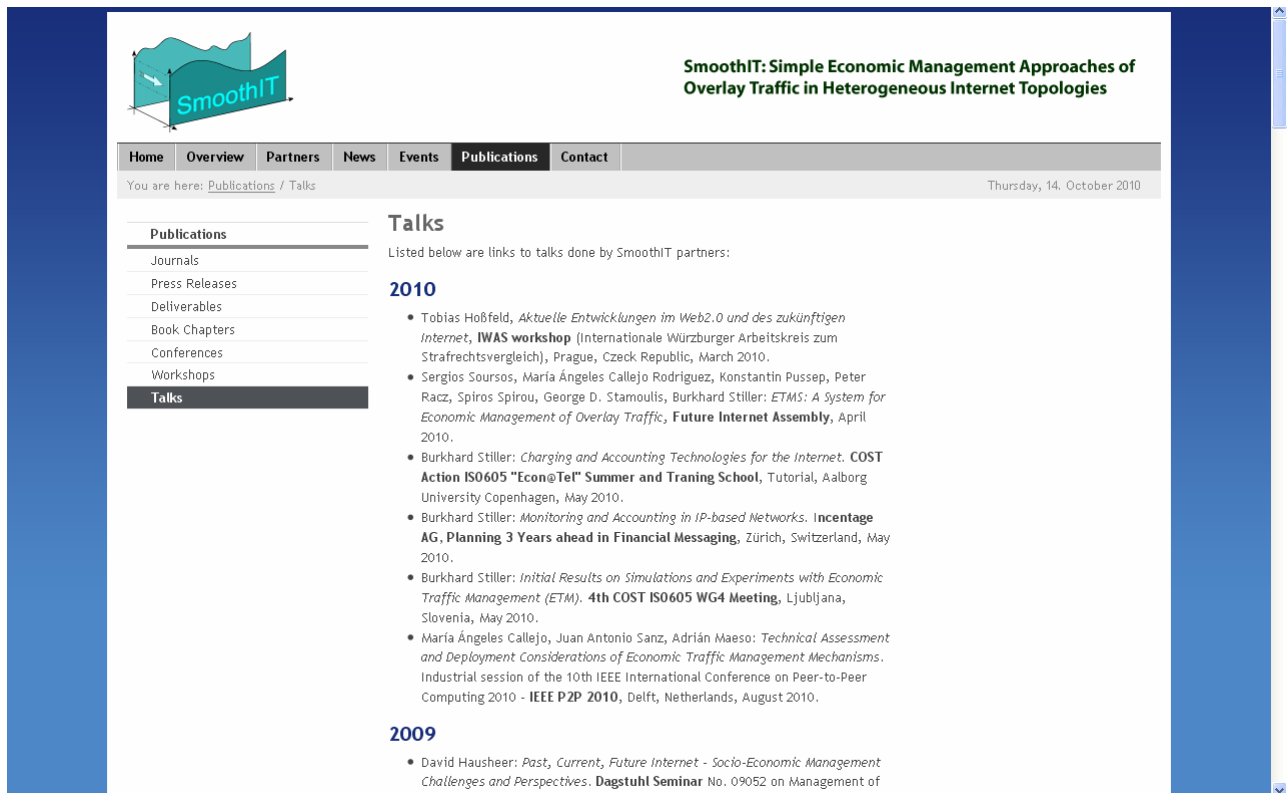 SmoothIT
SmoothIT: Simple Economic Management Approaches of
Overlay Traffic in Heterogeneous Internet Topologies
Home Overview Partners News Events Publications Contact
You are here: Publications / Talks Thursday, 14. October 2010
Publications
Journals
Press Releases
Deliverables
Book Chapters
Conferences
Workshops
Talks
Talks
Listed below are links to talks done by SmoothIT partners:
2010
• Tobias Hoßfeld, Aktuelle Entwicklungen im Web2.0 und des zukünftigen
Internet, IWAS workshop (Internationale Würzburger Arbeitskreis zum
Strafrechtsvergleich), Prague, Czeck Republic, March 2010.
• Sergios Soursos, María Ángeles Callejo Rodriguez, Konstantin Pussep, Peter
Racz, Spiros Spirou, George D. Stamoulis, Burkhard Stiller: ETMS: A System for
Economic Management of Overlay Traffic, Future Internet Assembly, April
2010.
• Burkhard Stiller: Charging and Accounting Technologies for the Internet. COST
Action IS0605 "Econ@Tel" Summer and Traning School, Tutorial, Aalborg
University Copenhagen, May 2010.
• Burkhard Stiller: Monitoring and Accounting in IP-based Networks. Incentage
AG, Planning 3 Years ahead in Financial Messaging, Zürich, Switzerland, May
2010.
• Burkhard Stiller: Initial Results on Simulations and Experiments with Economic
Traffic Management (ETM). 4th COST IS0605 WG4 Meeting, Ljubljana,
Slovenia, May 2010.
• María Ángeles Callejo, Juan Antonio Sanz, Adrián Maeso: Technical Assessment
and Deployment Considerations of Economic Traffic Management Mechanisms.
Industrial session of the 10th IEEE International Conference on Peer-to-Peer
Computing 2010 - IEEE P2P 2010, Delft, Netherlands, August 2010.
2009
• David Hausheer: Past, Current, Future Internet - Socio-Economic Management
Challenges and Perspectives. Dagstuhl Seminar No. 09052 on Management of